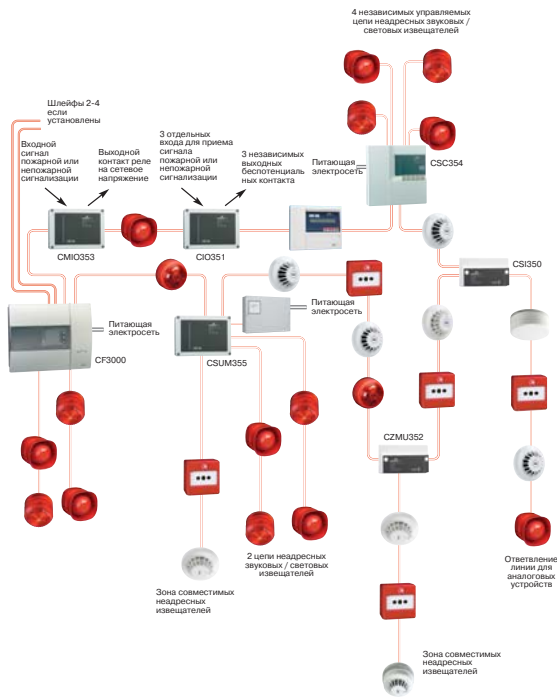 4 независимых управляемых
цепи неадресных звуковых /
световых извещателей
Шлейфы 2-4
если
установлены
Входной
сигнал
пожарной или
непожарной
сигнализации
Выходной
контакт реле
на сетевое
напряжение
3 отдельных
входа для приема
сигнала
пожарной или
непожарной
сигнализации
3 независимых
выходных
беспотенциаль
ных контакта
Питающая
электросеть
CSC354
CMIO353
CIO351
CSI350
Питающая
электросеть
CF3000
Питающая
электросеть
CSUM355
CZMU352
2 цепи неадресных
звуковых / световых
извещателей
Зона совместимых
неадресных
извещателей
Ответвление
линии для
аналоговых
устройств
Зона совместимых
неадресных
извещателей